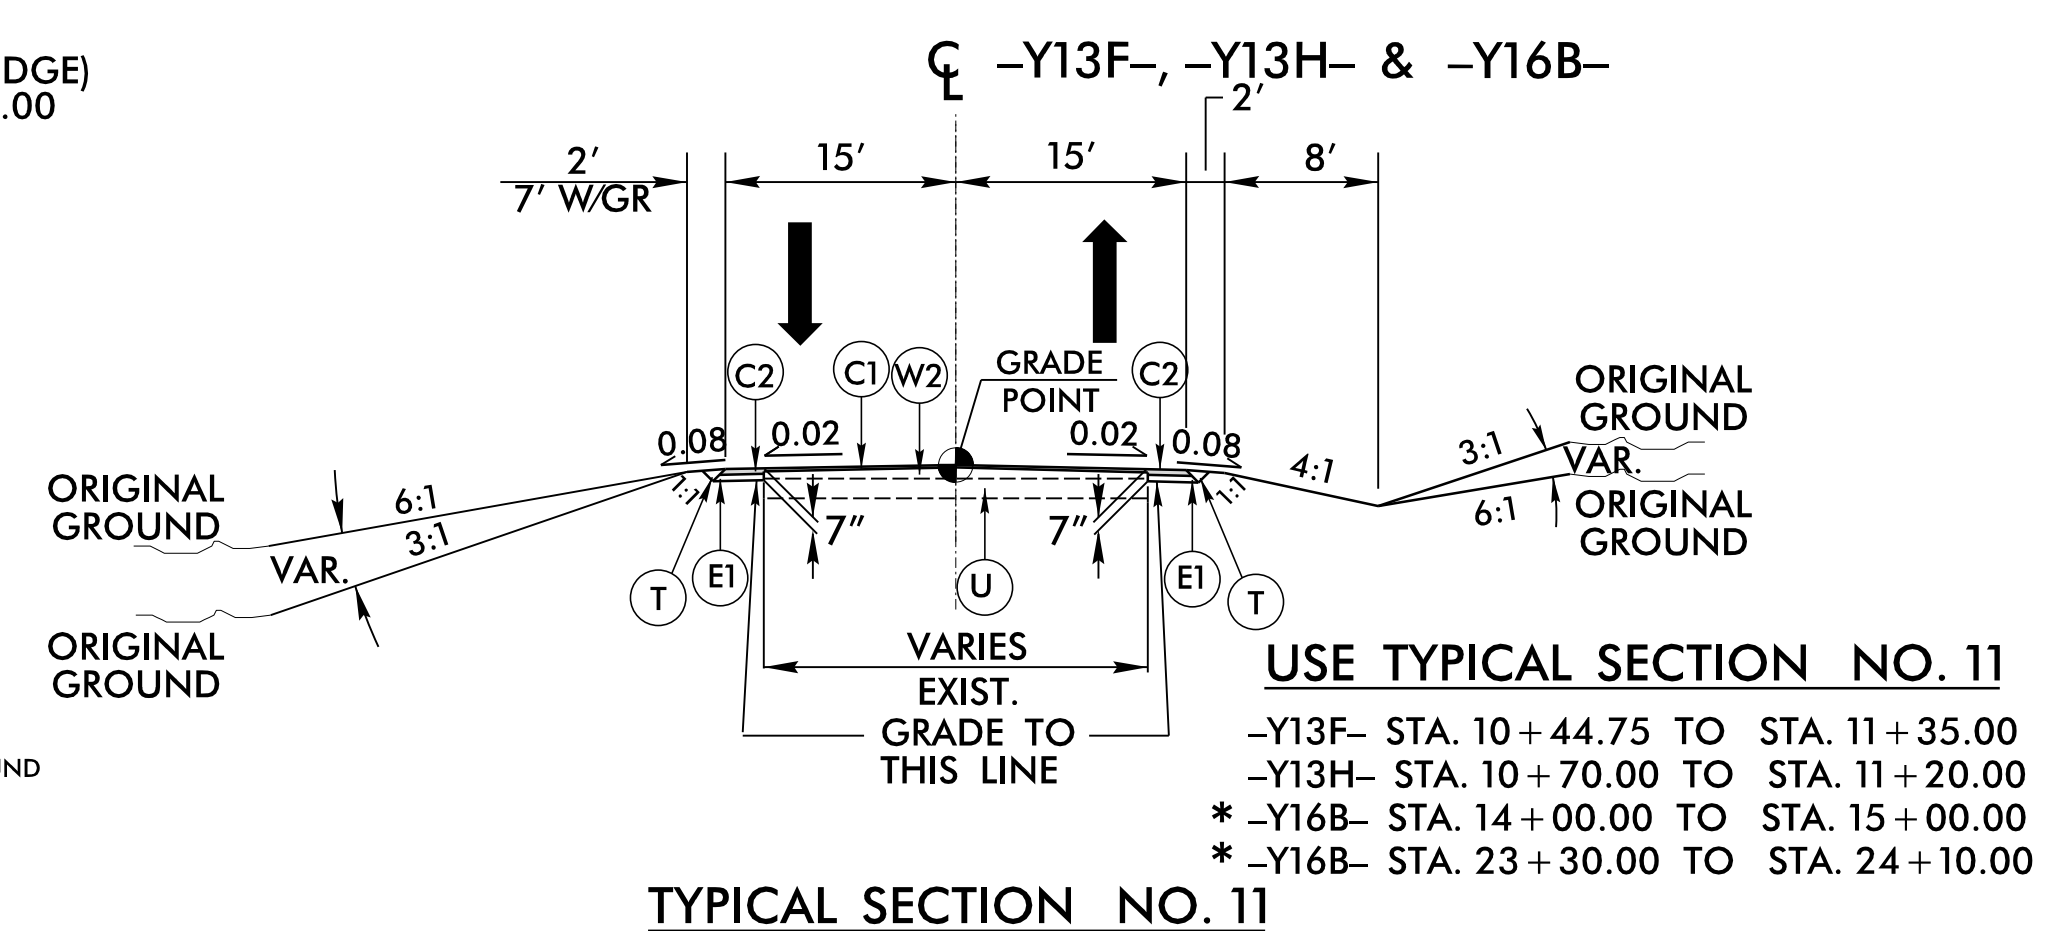 DGE)
.00
CL –Y13F–, –Y13H– & –Y16B–
2'
2'
7' W/GR
15'
15'
8'
C2
C1
W2
GRADE
POINT
C2
0.08
0.02
0.02
0.08
ORIGINAL
GROUND
6:1
3:1
VAR.
ORIGINAL
GROUND
1:1
7"
7"
1:1
4:1
3:1
VAR.
6:1
ORIGINAL
GROUND
ORIGINAL
GROUND
T
E1
U
E1
T
VARIES
EXIST.
GRADE TO
THIS LINE
UND
USE TYPICAL SECTION NO. 11
–Y13F– STA. 10+44.75 TO STA. 11+35.00
–Y13H– STA. 10+70.00 TO STA. 11+20.00
* –Y16B– STA. 14+00.00 TO STA. 15+00.00
* –Y16B– STA. 23+30.00 TO STA. 24+10.00
TYPICAL SECTION NO. 11